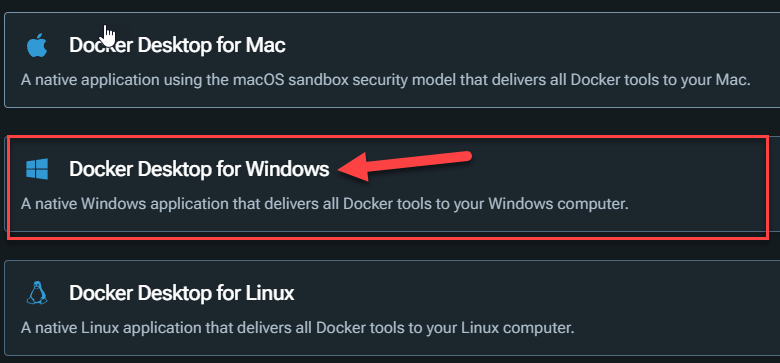 Docker Desktop for Mac
A native application using the macOS sandbox security model that delivers all Docker tools to your Mac.
Docker Desktop for Windows
A native Windows application that delivers all Docker tools to your Windows computer.
Docker Desktop for Linux
A native Linux application that delivers all Docker tools to your Linux computer.